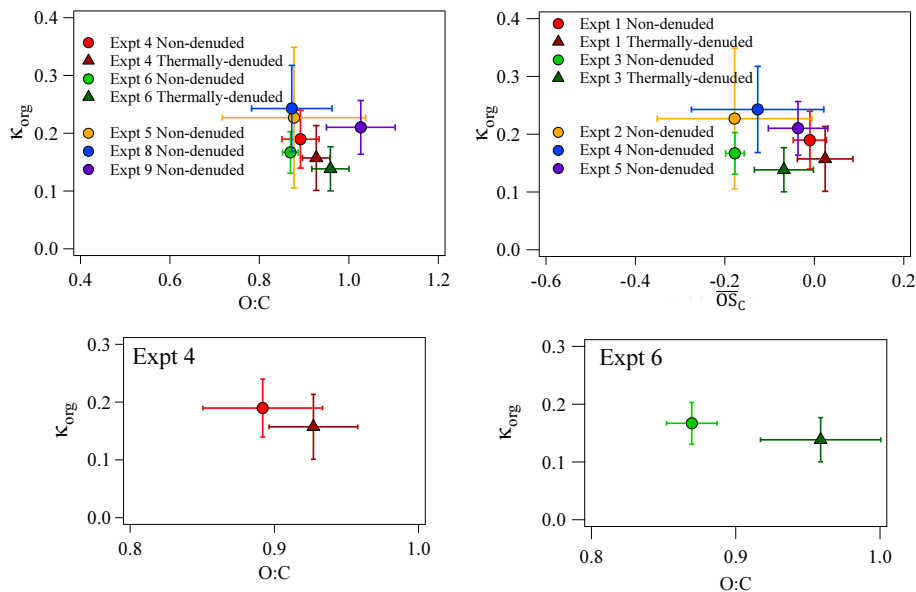 0.4
0.3
0.2
0.1
0.0
κorg
Expt 4 Non-denuded
Expt 4 Thermally-denuded
Expt 6 Non-denuded
Expt 6 Thermally-denuded
Expt 5 Non-denuded
Expt 8 Non-denuded
Expt 9 Non-denuded
0.4 0.6 0.8 1.0 1.2
O:C
0.4
0.3
0.2
0.1
0.0
κorg
Expt 1 Non-denuded
Expt 1 Thermally-denuded
Expt 3 Non-denuded
Expt 3 Thermally-denuded
Expt 2 Non-denuded
Expt 4 Non-denuded
Expt 5 Non-denuded
-0.6 -0.4 -0.2 0.0 0.2
O̅S̅C
Expt 4
0.3
0.2
0.1
0.0
κorg
0.8 0.9 1.0
O:C
Expt 6
0.3
0.2
0.1
0.0
κorg
0.8 0.9 1.0
O:C